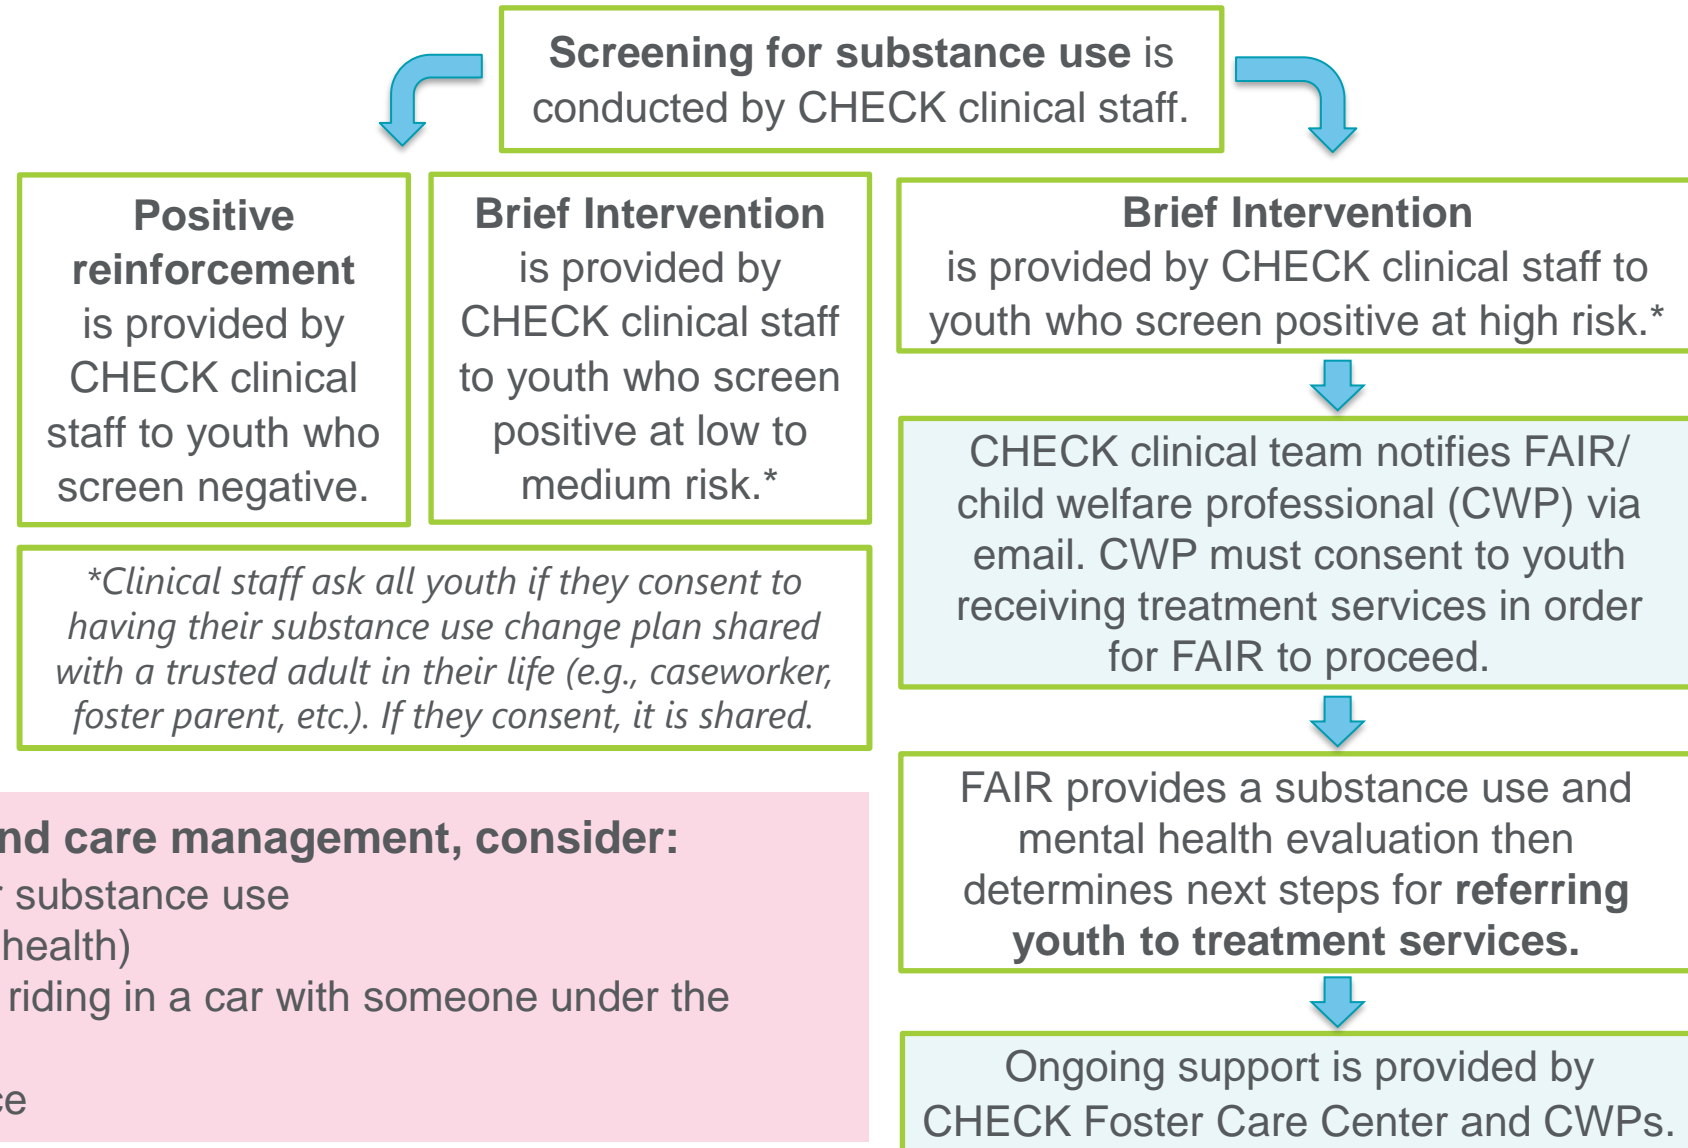 Screening for substance use is
conducted by CHECK clinical staff.
Positive
reinforcement
is provided by
CHECK clinical
staff to youth who
screen negative.
Brief Intervention
is provided by
CHECK clinical staff
to youth who screen
positive at low to
medium risk.*
*Clinical staff ask all youth if they consent to
having their substance use change plan shared
with a trusted adult in their life (e.g., caseworker,
foster parent, etc.). If they consent, it is shared.
Brief Intervention
is provided by CHECK clinical staff to
youth who screen positive at high risk.*
CHECK clinical team notifies FAIR/
child welfare professional (CWP) via
email. CWP must consent to youth
receiving treatment services in order
for FAIR to proceed.
FAIR provides a substance use and
mental health evaluation then
determines next steps for referring
youth to treatment services.
Ongoing support is provided by
CHECK Foster Care Center and CWPs.
nd care management, consider:
r substance use
health)
riding in a car with someone under the
ce